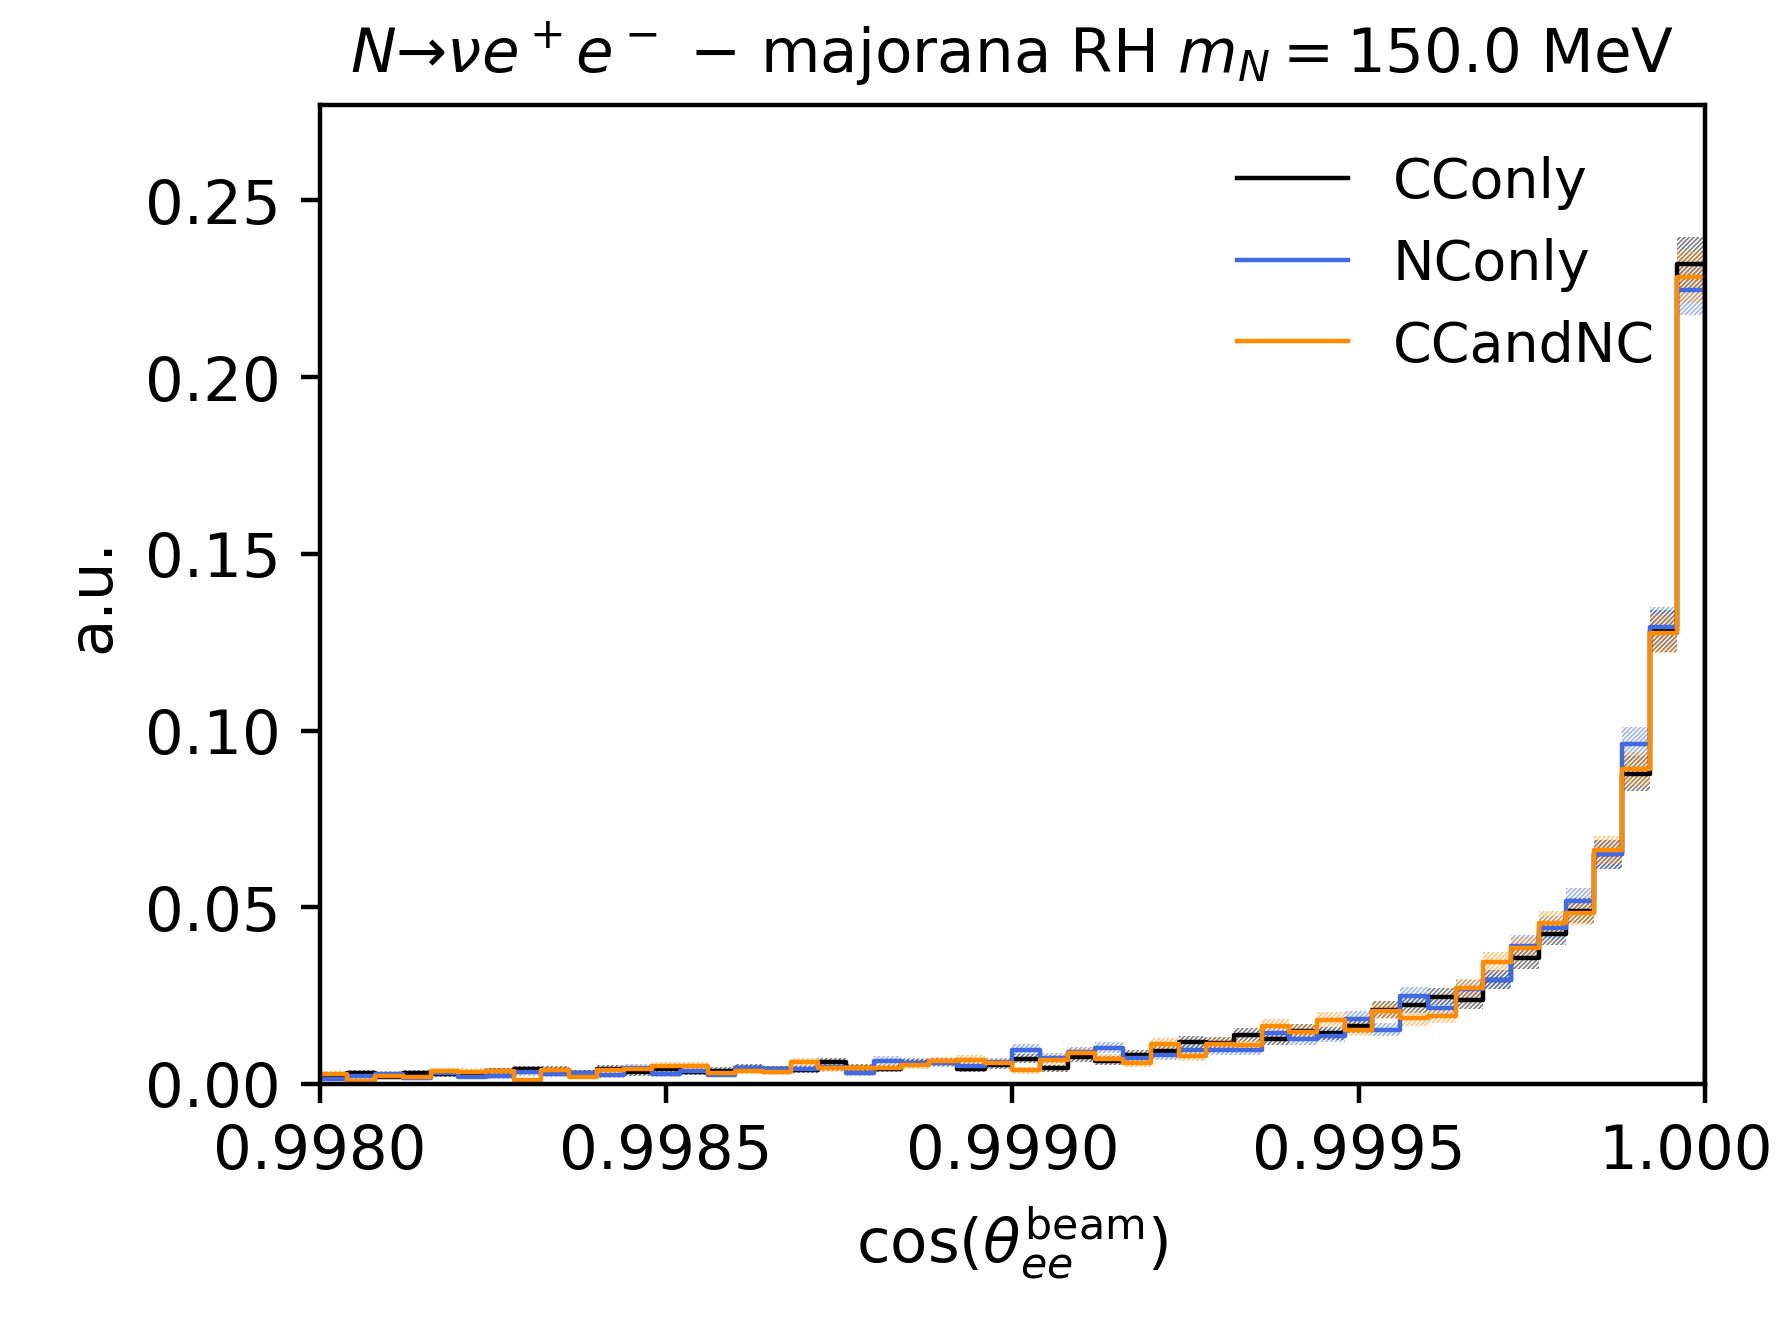 N→νe⁺e⁻ − majorana RH m_N = 150.0 MeV
CConly
NConly
CCandNC
0.25
0.20
0.15
0.10
0.05
0.00
a.u.
0.9980 0.9985 0.9990 0.9995 1.000
cos(θ_ee^beam)